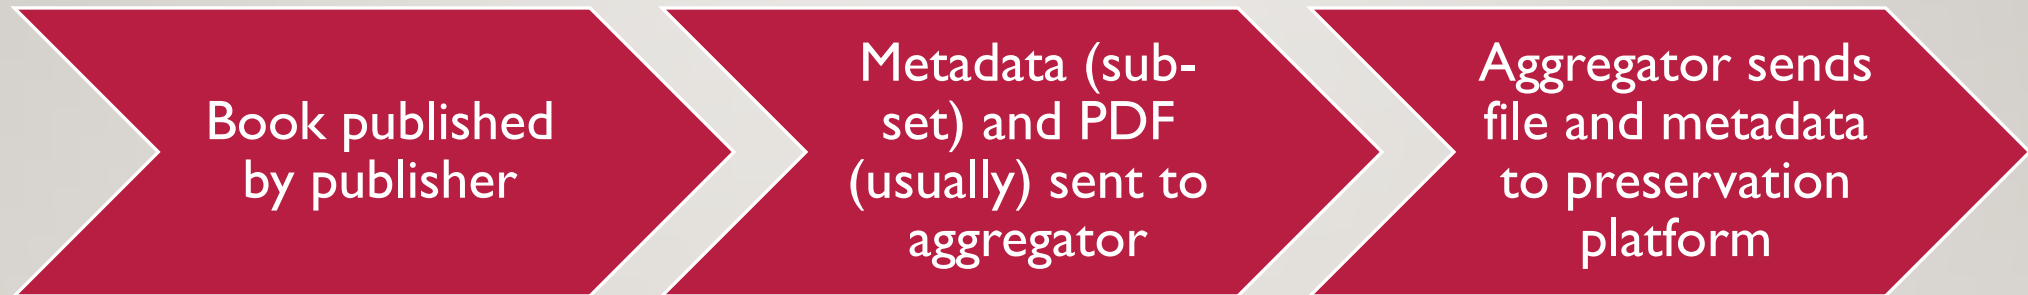 Book published
by publisher
Metadata (sub-
set) and PDF
(usually) sent to
aggregator
Aggregator sends
file and metadata
to preservation
platform